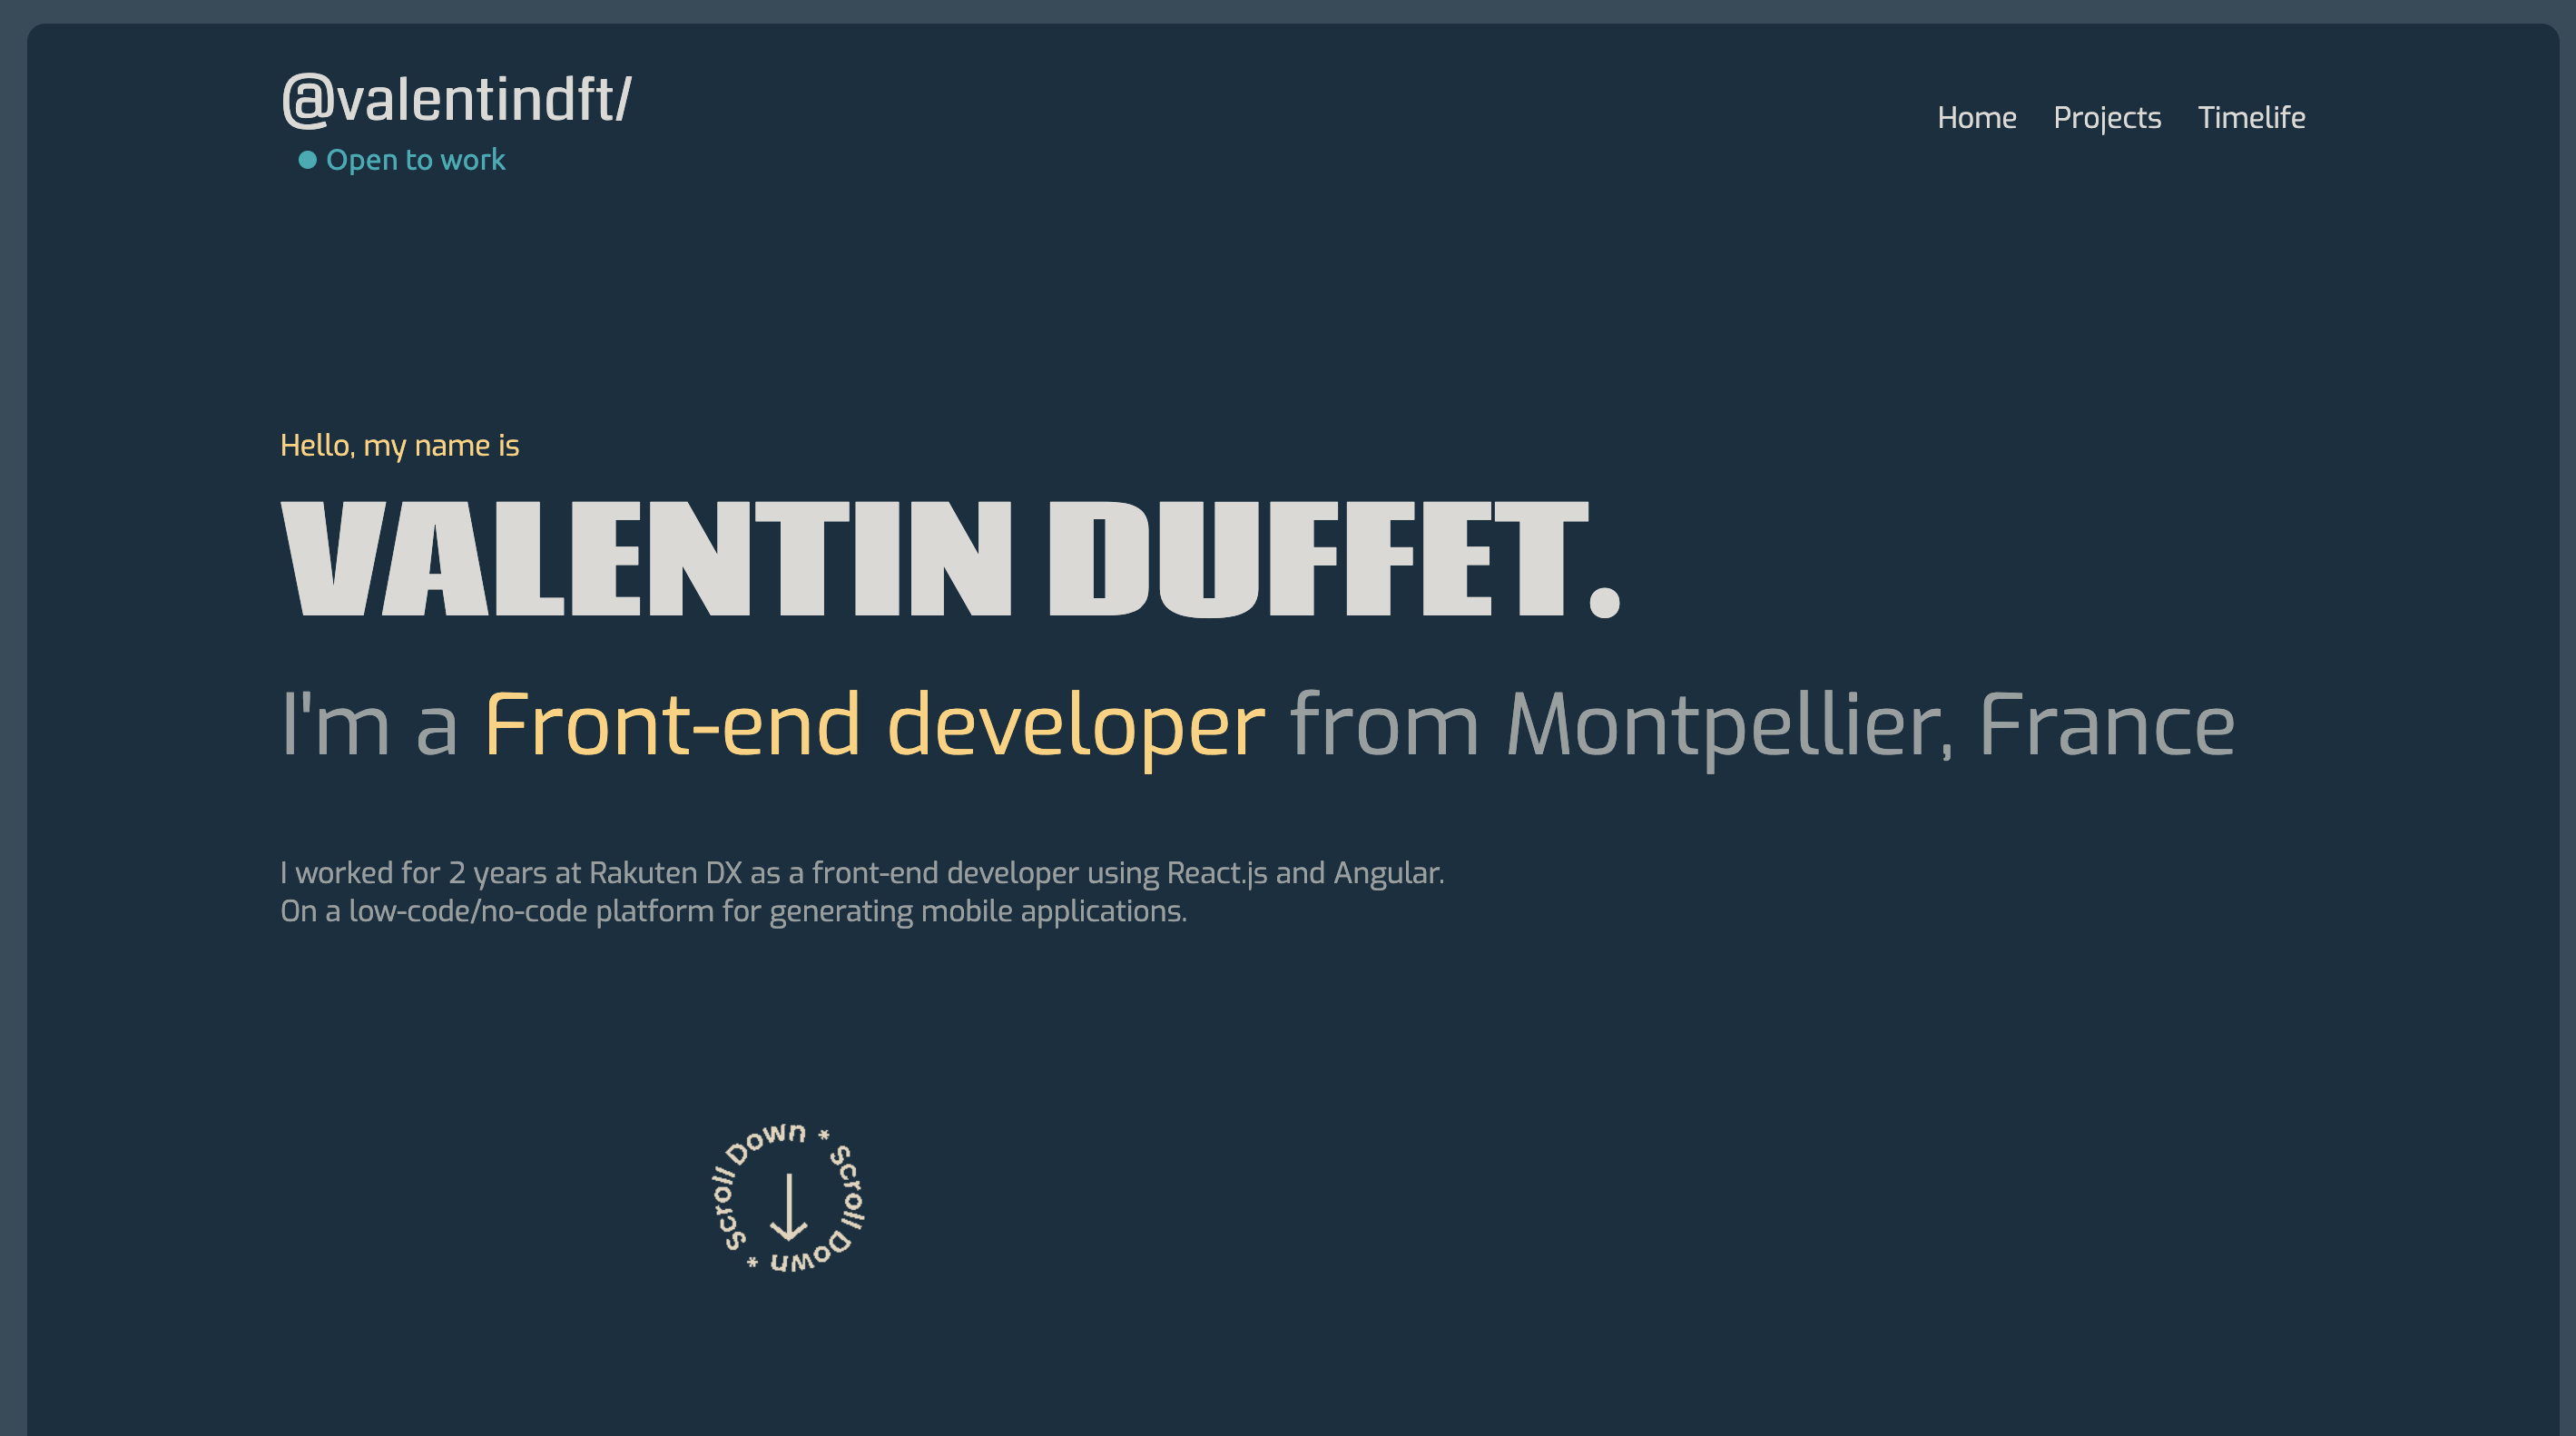 @valentindft/
Open to work
Home Projects Timelife
Hello, my name is
VALENTIN DUFFET.
I'm a Front-end developer from Montpellier, France
I worked for 2 years at Rakuten DX as a front-end developer using React.js and Angular.
On a low-code/no-code platform for generating mobile applications.
Scroll Down * Scroll Down *